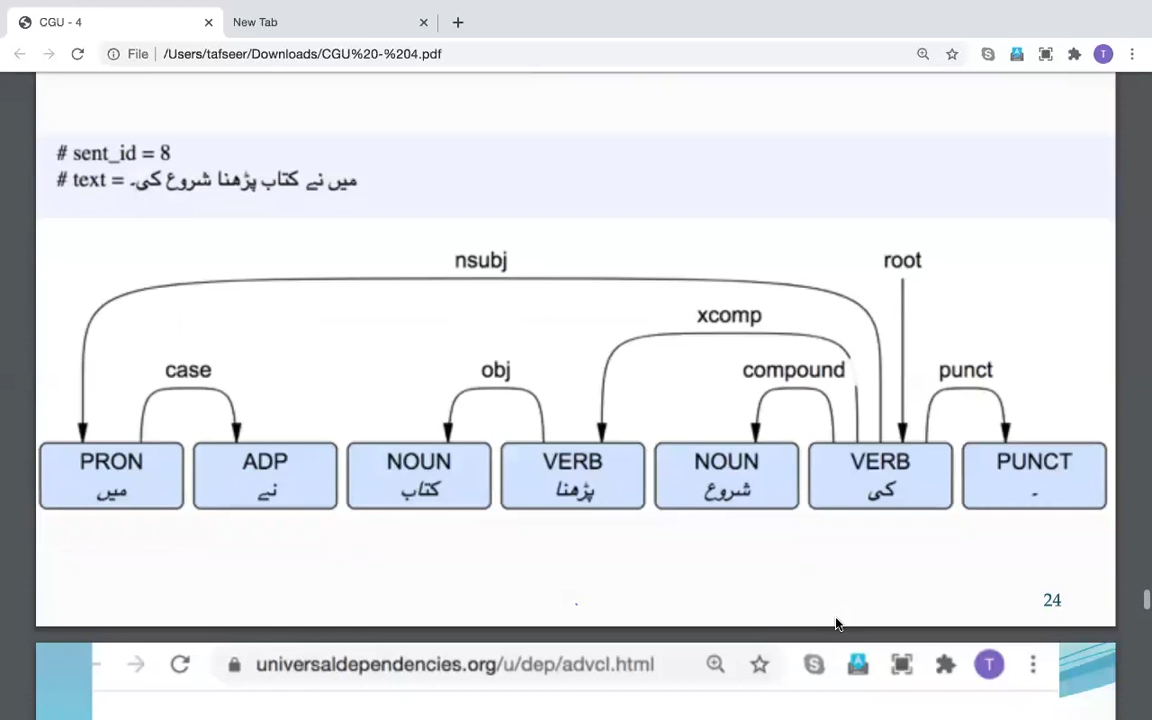 CGU - 4
New Tab
File
/Users/tafseer/Downloads/CGU%20-%204.pdf
T
# sent_id = 8
# text = میں نے کتاب پڑھنا شروع کی۔
nsubj
root
xcomp
case
obj
compound
punct
PRON ADP NOUN VERB NOUN VERB PUNCT
میں نے کتاب پڑھنا شروع کی ۔
24
universaldependencies.org/u/dep/advcl.html
T